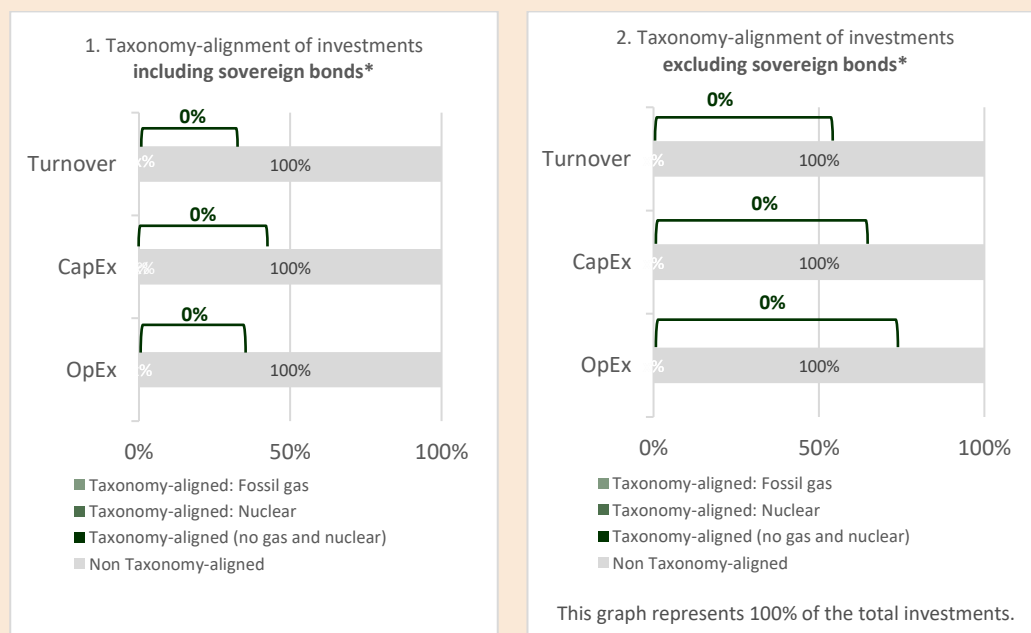 1. Taxonomy-alignment of investments
including sovereign bonds*
0%
Turnover
100%
0%
CapEx
100%
0%
OpEx
100%
0%
50%
100%
Taxonomy-aligned: Fossil gas
Taxonomy-aligned: Nuclear
Taxonomy-aligned (no gas and nuclear)
Non Taxonomy-aligned
2. Taxonomy-alignment of investments
excluding sovereign bonds*
0%
Turnover
100%
0%
CapEx
100%
0%
OpEx
100%
0%
50%
100%
Taxonomy-aligned: Fossil gas
Taxonomy-aligned: Nuclear
Taxonomy-aligned (no gas and nuclear)
Non Taxonomy-aligned
This graph represents 100% of the total investments.